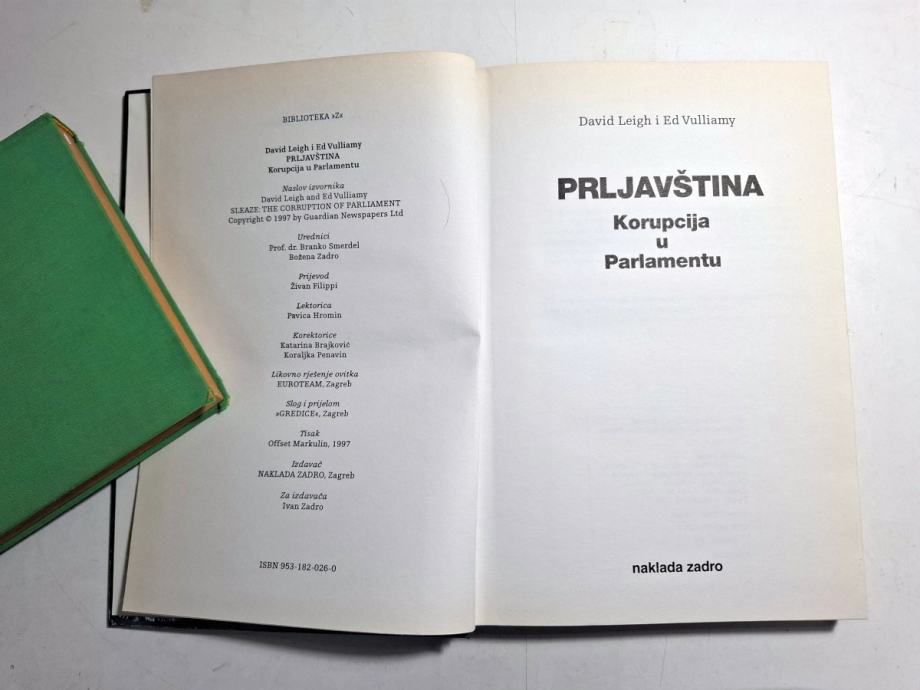 BIBLIOTEKA »Z«
David Leigh i Ed Vulliamy
PRLJAVŠTINA
Korupcija u Parlamentu
Naslov izvornika
David Leigh and Ed Vulliamy
SLEAZE: THE CORRUPTION OF PARLIAMENT
Copyright © 1997 by Guardian Newspapers Ltd
Urednici
Prof. dr. Branko Smerdel
Božena Zadro
Prijevod
Živan Filippi
Lektorica
Pavica Hromin
Korektorice
Katarina Brajković
Koraljka Penavin
Likovno rješenje ovitka
EUROTEAM, Zagreb
Slog i prijelom
»GREDICE«, Zagreb
Tisak
Offset Markulin, 1997
Izdavač
NAKLADA ZADRO, Zagreb
Za izdavača
Ivan Zadro
ISBN 953-182-026-0
David Leigh i Ed Vulliamy
PRLJAVŠTINA
Korupcija
u
Parlamentu
naklada zadro